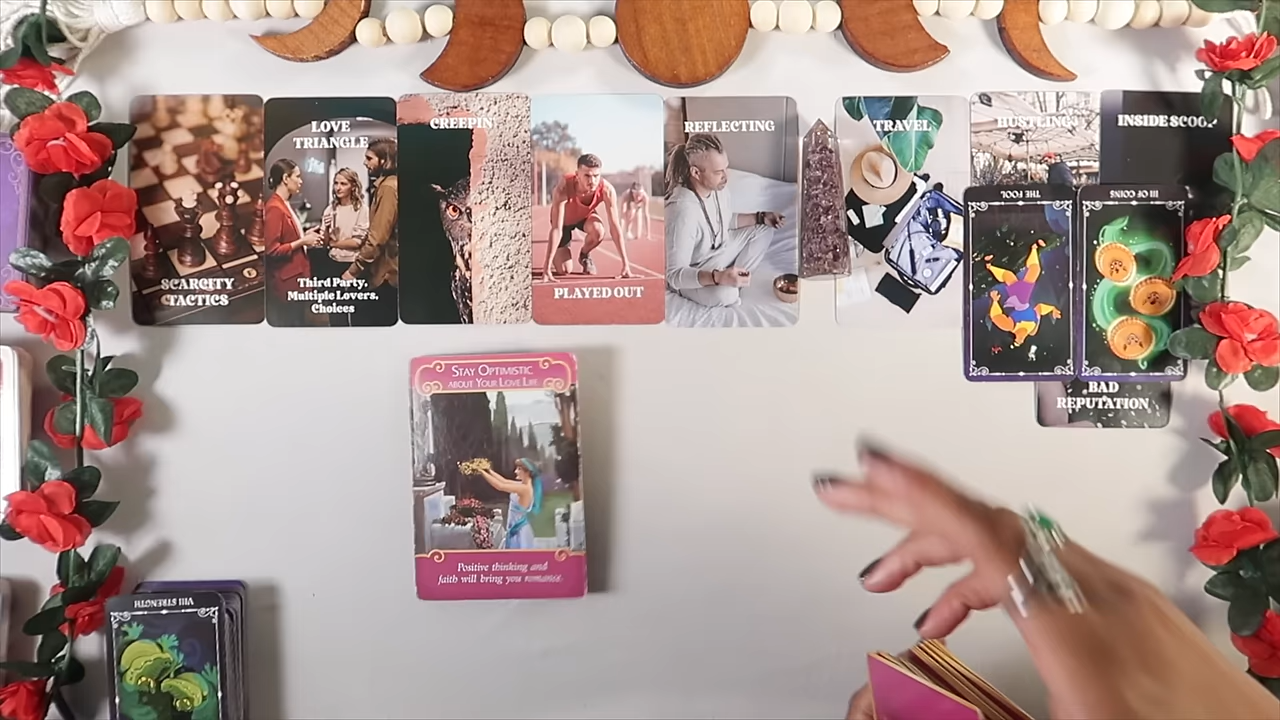 SCARCITY
TACTICS
LOVE
TRIANGLE
Third Party,
Multiple Lovers,
Choices
CREEPIN
PLAYED OUT
REFLECTING
TRAVEL
HUSTLING
INSIDE SCOOP
THE FOOL
III OF COINS
BAD
REPUTATION
STAY OPTIMISTIC
ABOUT YOUR LOVE LIFE
Positive thinking and
faith will bring you romance.
VIII STRENGTH